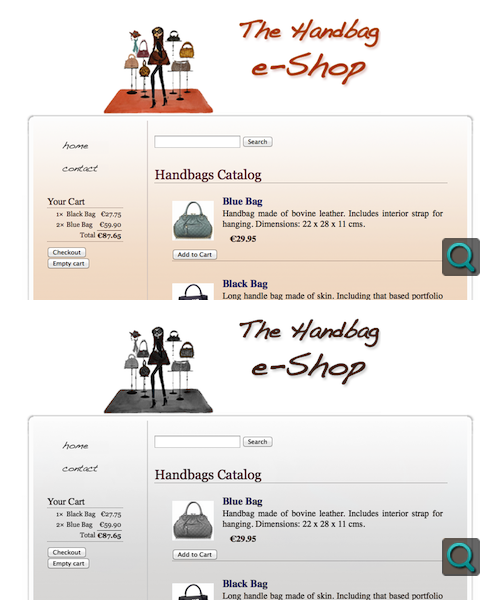 The Handbag
e-Shop
home
contact
Search
Handbags Catalog
Your Cart
1× Black Bag €27.75
2× Blue Bag €59.90
Total €87.65
Checkout
Empty cart
Blue Bag
Handbag made of bovine leather. Includes interior strap for
hanging. Dimensions: 22 x 28 x 11 cms.
€29.95
Add to Cart
Black Bag
Long handle bag made of skin. Including that based portfolio
The Handbag
e-Shop
home
contact
Search
Handbags Catalog
Your Cart
1× Black Bag €27.75
2× Blue Bag €59.90
Total €87.65
Checkout
Empty cart
Blue Bag
Handbag made of bovine leather. Includes interior strap for
hanging. Dimensions: 22 x 28 x 11 cms.
€29.95
Add to Cart
Black Bag
Long handle bag made of skin. Including that based portfolio